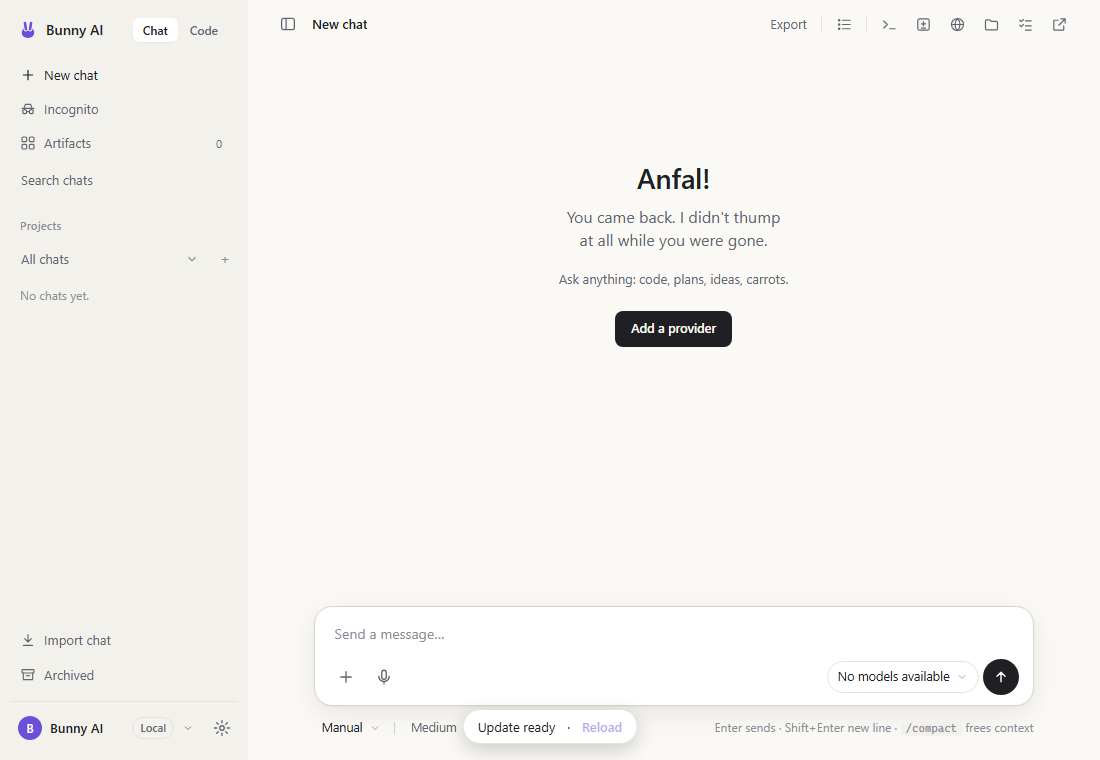 Bunny AI
Chat
Code
New chat
Incognito
Artifacts
0
Search chats
Projects
All chats
+
No chats yet.
Import chat
Archived
B
Bunny AI
Local
New chat
Export
Anfal!
You came back. I didn't thump
at all while you were gone.
Ask anything: code, plans, ideas, carrots.
Add a provider
Send a message...
No models available
Manual
Medium
Update ready · Reload
Enter sends · Shift+Enter new line · /compact frees context